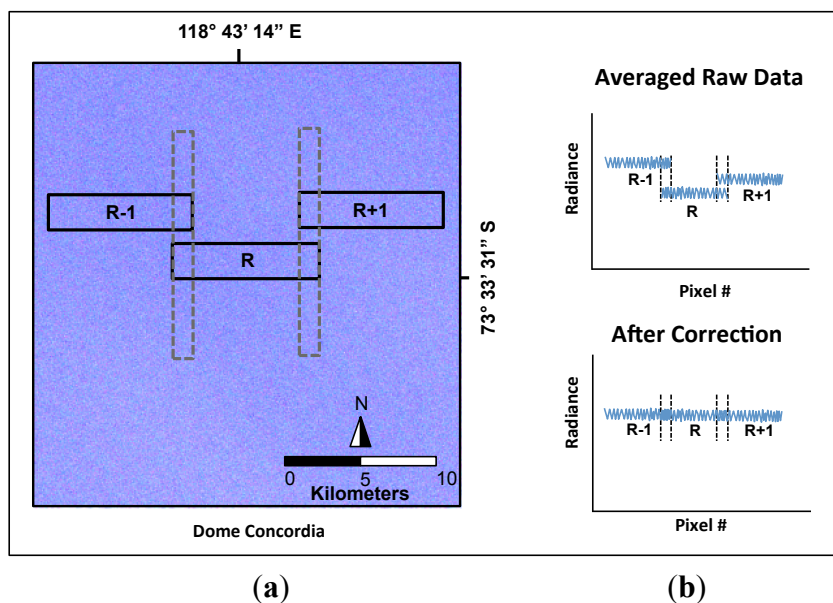 118° 43’ 14” E
R-1
R+1
R
73° 33’ 31” S
N
0
5
10
Kilometers
Dome Concordia
Averaged Raw Data
Radiance
R-1
R
R+1
Pixel #
After Correction
Radiance
R-1
R
R+1
Pixel #
(a)
(b)